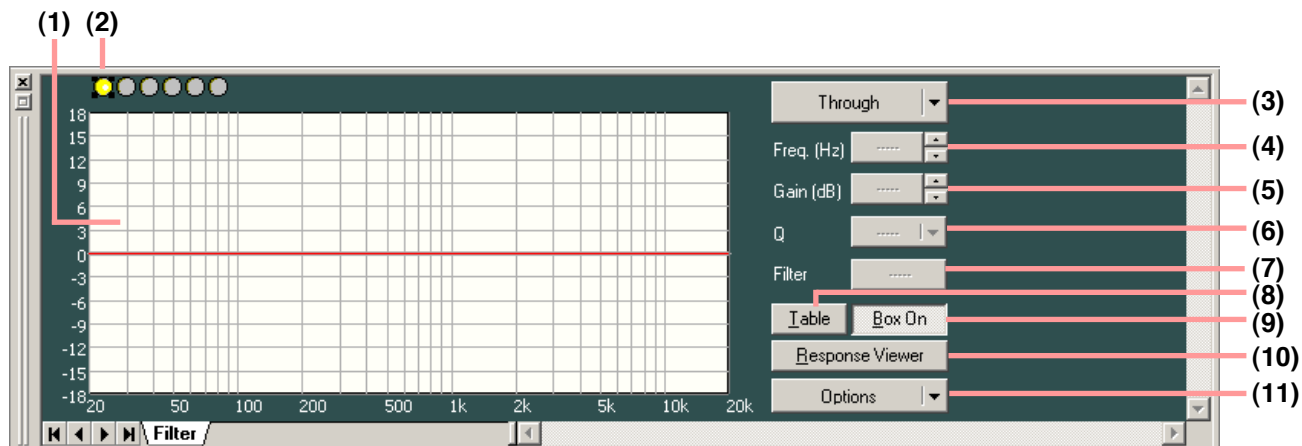 (1) (2)
Through
(3)
18
15
12
9
6
3
0
-3
-6
-9
-12
-15
-18
Freq. (Hz) -----
(4)
Gain (dB) -----
(5)
Q -----
(6)
Filter -----
(7)
(8)
Table Box On
(9)
Response Viewer
(10)
Options
(11)
20 50 100 200 500 1k 2k 5k 10k 20k
Filter